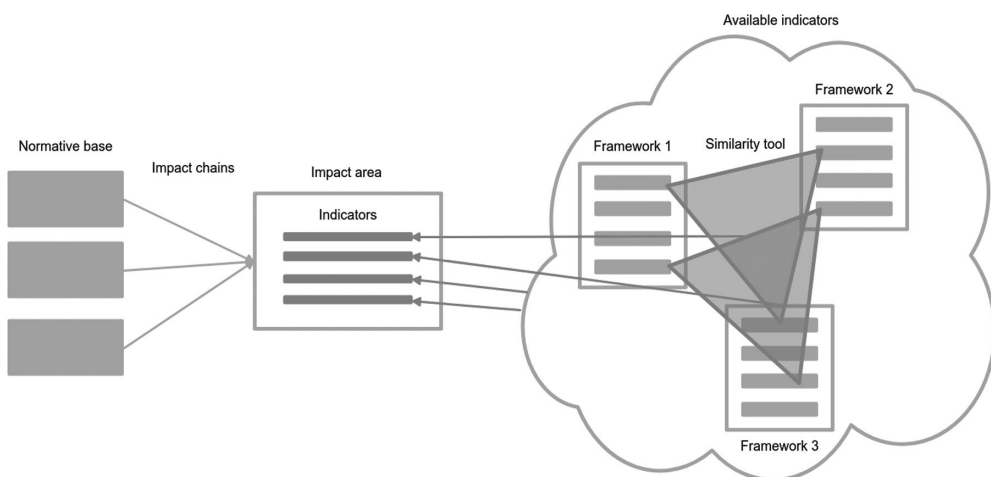 Available indicators
Framework 2
Normative base
Framework 1
Similarity tool
Impact chains
Impact area
Indicators
Framework 3